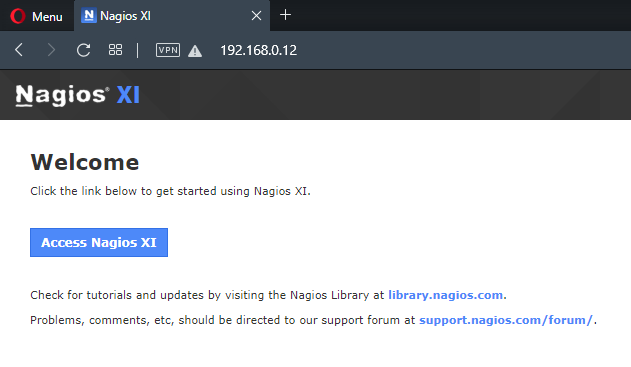 Menu
Nagios XI
VPN
192.168.0.12
Nagios® XI
Welcome
Click the link below to get started using Nagios XI.
Access Nagios XI
Check for tutorials and updates by visiting the Nagios Library at library.nagios.com.
Problems, comments, etc, should be directed to our support forum at support.nagios.com/forum/.